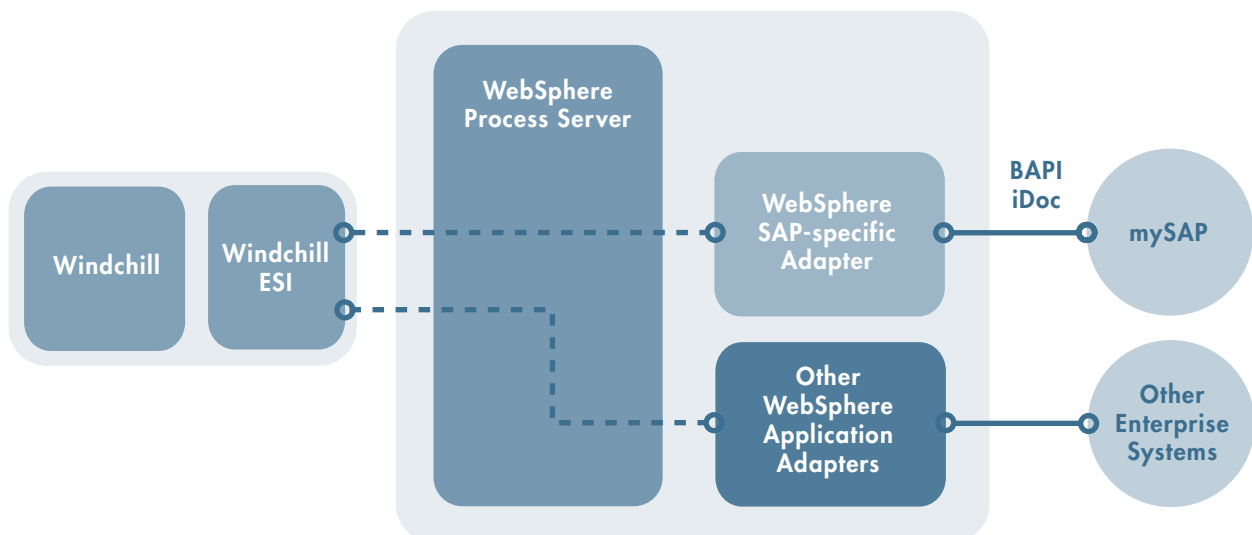 Windchill
Windchill
ESI
WebSphere
Process Server
WebSphere
SAP-specific
Adapter
Other
WebSphere
Application
Adapters
BAPI
iDoc
mySAP
Other
Enterprise
Systems